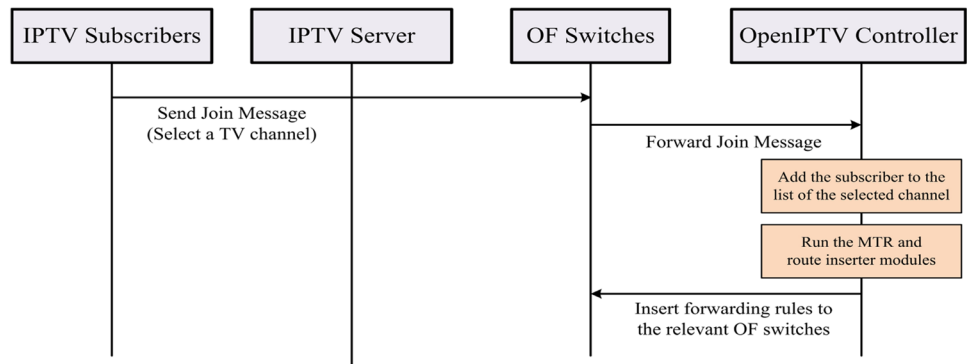 IPTV Subscribers
IPTV Server
OF Switches
OpenIPTV Controller
Send Join Message
(Select a TV channel)
Forward Join Message
Add the subscriber to the
list of the selected channel
Run the MTR and
route inserter modules
Insert forwarding rules to
the relevant OF switches